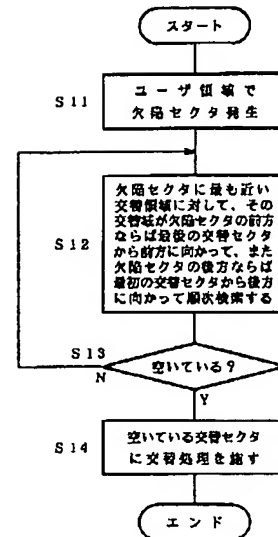 スタート
S11
ユーザ領域で
欠陥セクタ発生
S12
欠陥セクタに最も近い
交替領域に対して、その
交替域が欠陥セクタの前方
ならば最後の交替セクタ
から前方に向かって、また
欠陥セクタの後方ならば
最初の交替セクタから後方
に向かって順次検索する
S13
N
空いている?
Y
S14
空いている交替セクタ
に交替処理を施す
エンド